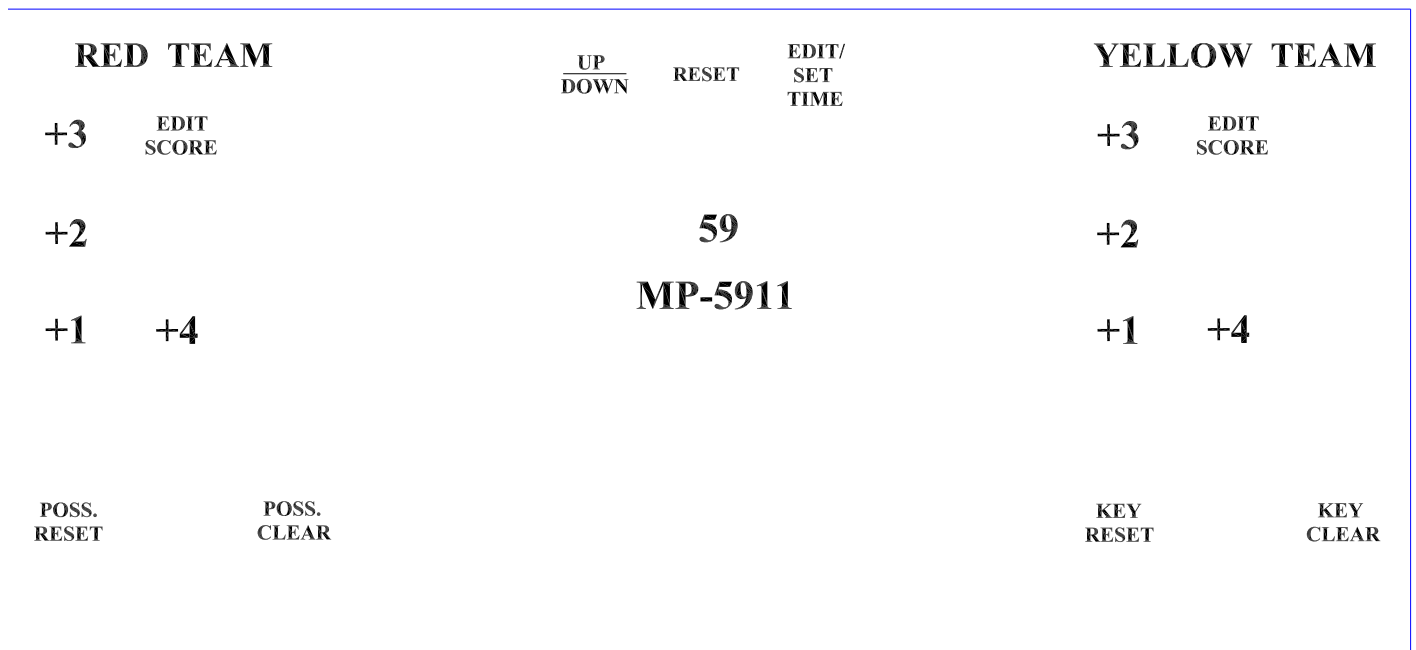 RED TEAM
UP
DOWN
RESET
EDIT/
SET
TIME
YELLOW TEAM
+3
EDIT
SCORE
+3
EDIT
SCORE
+2
59
+2
MP-5911
+1 +4
+1 +4
POSS.
RESET
POSS.
CLEAR
KEY
RESET
KEY
CLEAR